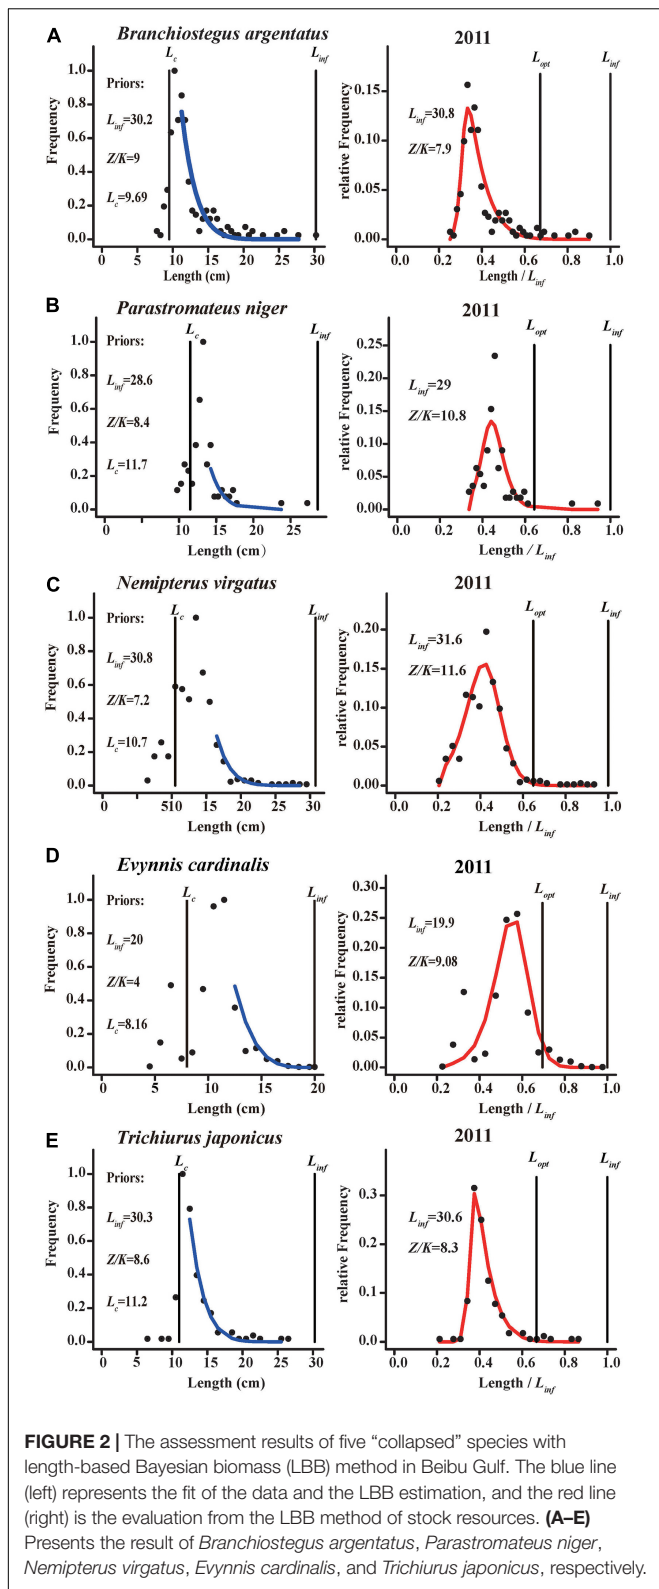 A
Branchiostegus argentatus
2011
Lc
Linf
Lopt
Linf
Frequency
1.0
0.8
0.6
0.4
0.2
0.0
Priors:
Linf=30.2
Z/K=9
Lc=9.69
0 5 10 15 20 25 30
Length (cm)
relative Frequency
0.15
0.10
0.05
0.00
Linf=30.8
Z/K=7.9
0.0 0.2 0.4 0.6 0.8 1.0
Length / Linf
B
Parastromateus niger
2011
Lc
Linf
Lopt
Linf
Frequency
1.0
0.8
0.6
0.4
0.2
0.0
Priors:
Linf=28.6
Z/K=8.4
Lc=11.7
0 10 15 20 25
Length (cm)
relative Frequency
0.25
0.20
0.15
0.10
0.05
0.00
Linf=29
Z/K=10.8
0.0 0.2 0.4 0.6 0.8 1.0
Length / Linf
C
Nemipterus virgatus
2011
Lc
Linf
Lopt
Linf
Frequency
1.0
0.8
0.6
0.4
0.2
0.0
Priors:
Linf=30.8
Z/K=7.2
Lc=10.7
0 510 15 20 25 30
Length (cm)
relative Frequency
0.20
0.15
0.10
0.05
0.00
Linf=31.6
Z/K=11.6
0.0 0.2 0.4 0.6 0.8 1.0
Length / Linf
D
Evynnis cardinalis
2011
Lc
Linf
Lopt
Linf
Frequency
1.0
0.8
0.6
0.4
0.2
0.0
Priors:
Linf=20
Z/K=4
Lc=8.16
0 5 10 15 20
Length (cm)
relative Frequency
0.30
0.25
0.20
0.15
0.10
0.05
0.00
Linf=19.9
Z/K=9.08
0.0 0.2 0.4 0.6 0.8 1.0
Length / Linf
E
Trichiurus japonicus
2011
Lc
Linf
Lopt
Linf
Frequency
1.0
0.8
0.6
0.4
0.2
0.0
Priors:
Linf=30.3
Z/K=8.6
Lc=11.2
0 5 10 15 20 25 30
Length (cm)
relative Frequency
0.3
0.2
0.1
0.0
Linf=30.6
Z/K=8.3
0.0 0.2 0.4 0.6 0.8 1.0
Length / Linf
FIGURE 2 | The assessment results of five “collapsed” species with
length-based Bayesian biomass (LBB) method in Beibu Gulf. The blue line
(left) represents the fit of the data and the LBB estimation, and the red line
(right) is the evaluation from the LBB method of stock resources. (A–E)
Presents the result of Branchiostegus argentatus, Parastromateus niger,
Nemipterus virgatus, Evynnis cardinalis, and Trichiurus japonicus, respectively.